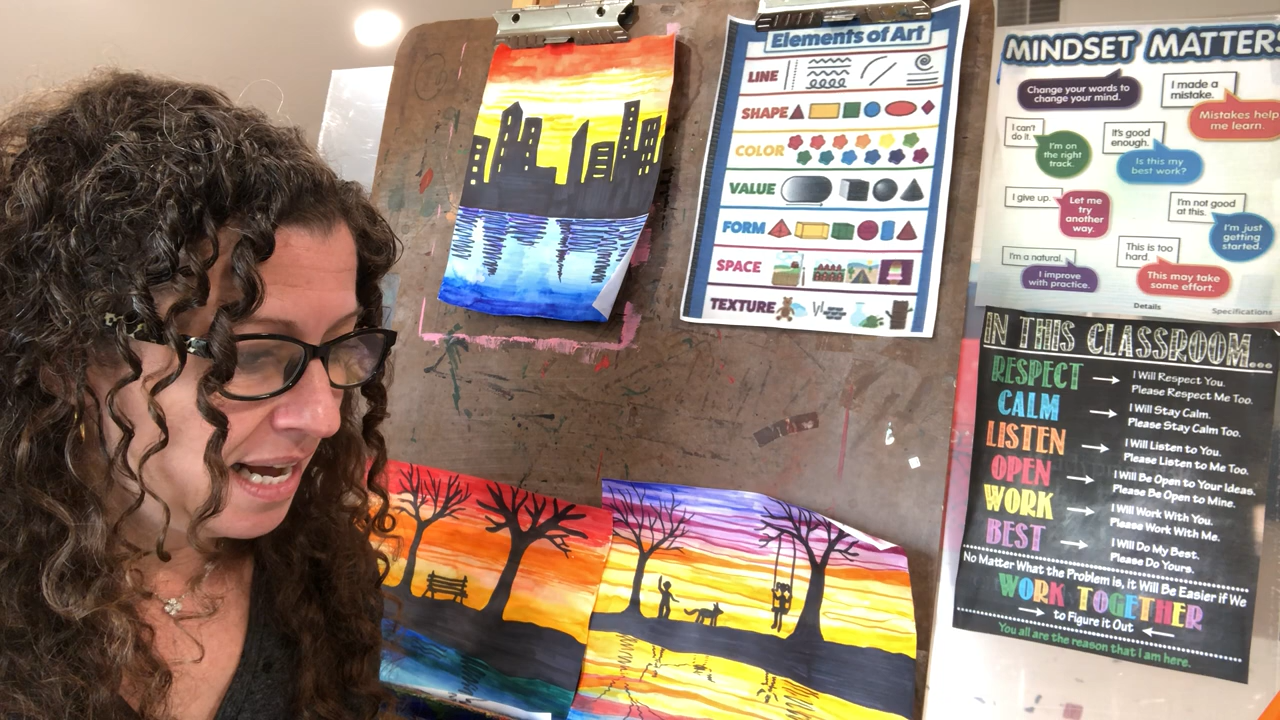 Elements of Art
LINE
SHAPE
COLOR
VALUE
FORM
SPACE
TEXTURE
MINDSET MATTERS
Change your words to
change your mind.
I made a
mistake.
Mistakes help
me learn.
I can't
do it.
I'm on
the right
track.
It's good
enough.
Is this my
best work?
I give up.
Let me
try
another
way.
I'm not good
at this.
I'm just
getting
started.
I'm a natural.
I improve
with practice.
This is too
hard.
This may take
some effort.
Details
Specifications
IN THIS CLASSROOM...
RESPECT
I Will Respect You.
Please Respect Me Too.
CALM
I Will Stay Calm.
Please Stay Calm Too.
LISTEN
I Will Listen to You.
Please Listen to Me Too.
OPEN
I Will Be Open to Your Ideas.
Please Be Open to Mine.
WORK
I Will Work With You.
Please Work With Me.
BEST
I Will Do My Best.
Please Do Yours.
No Matter What the Problem is, it Will Be Easier if We
WORK TOGETHER
to Figure it Out
You all are the reason that I am here.